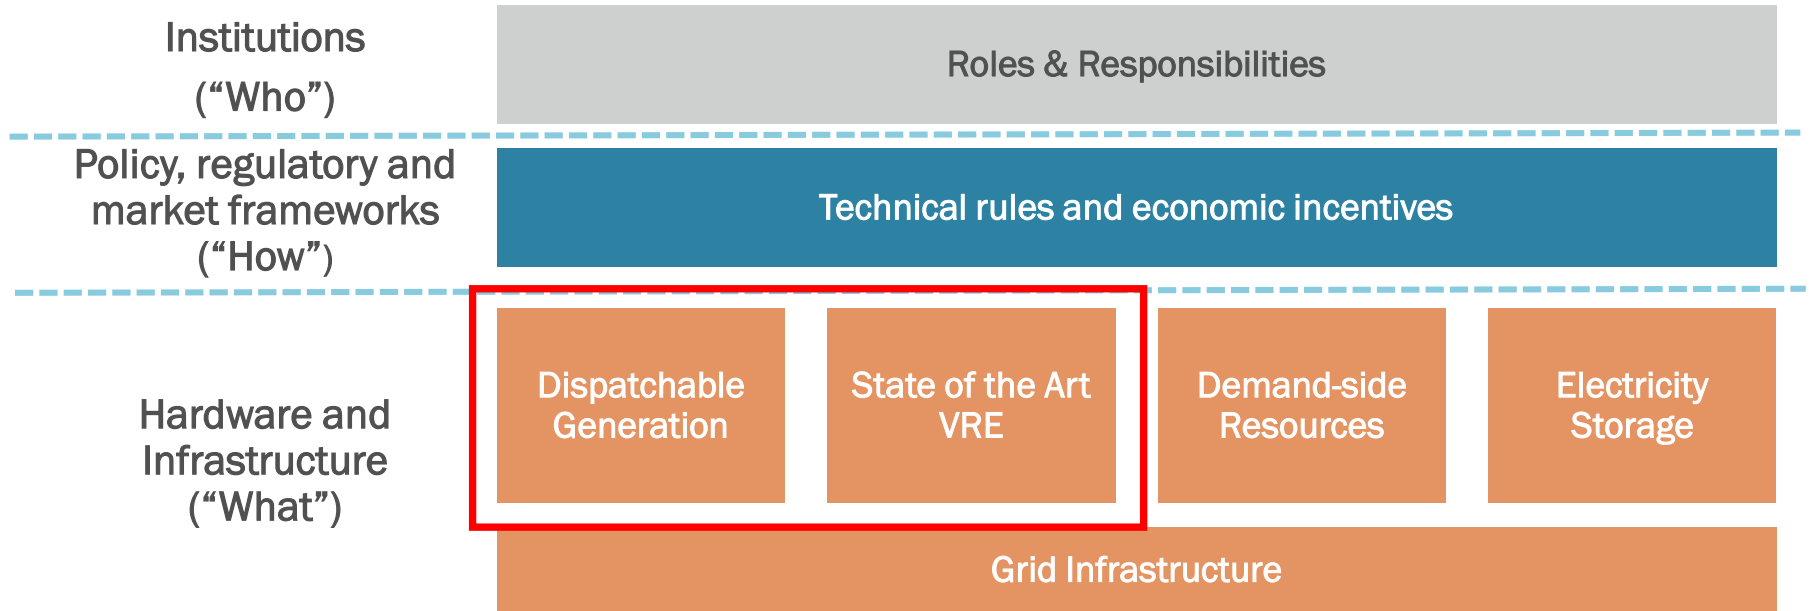 Institutions
(“Who”)
Roles & Responsibilities
Policy, regulatory and
market frameworks
(“How”)
Technical rules and economic incentives
Hardware and
Infrastructure
(“What”)
Dispatchable
Generation
State of the Art
VRE
Demand-side
Resources
Electricity
Storage
Grid Infrastructure